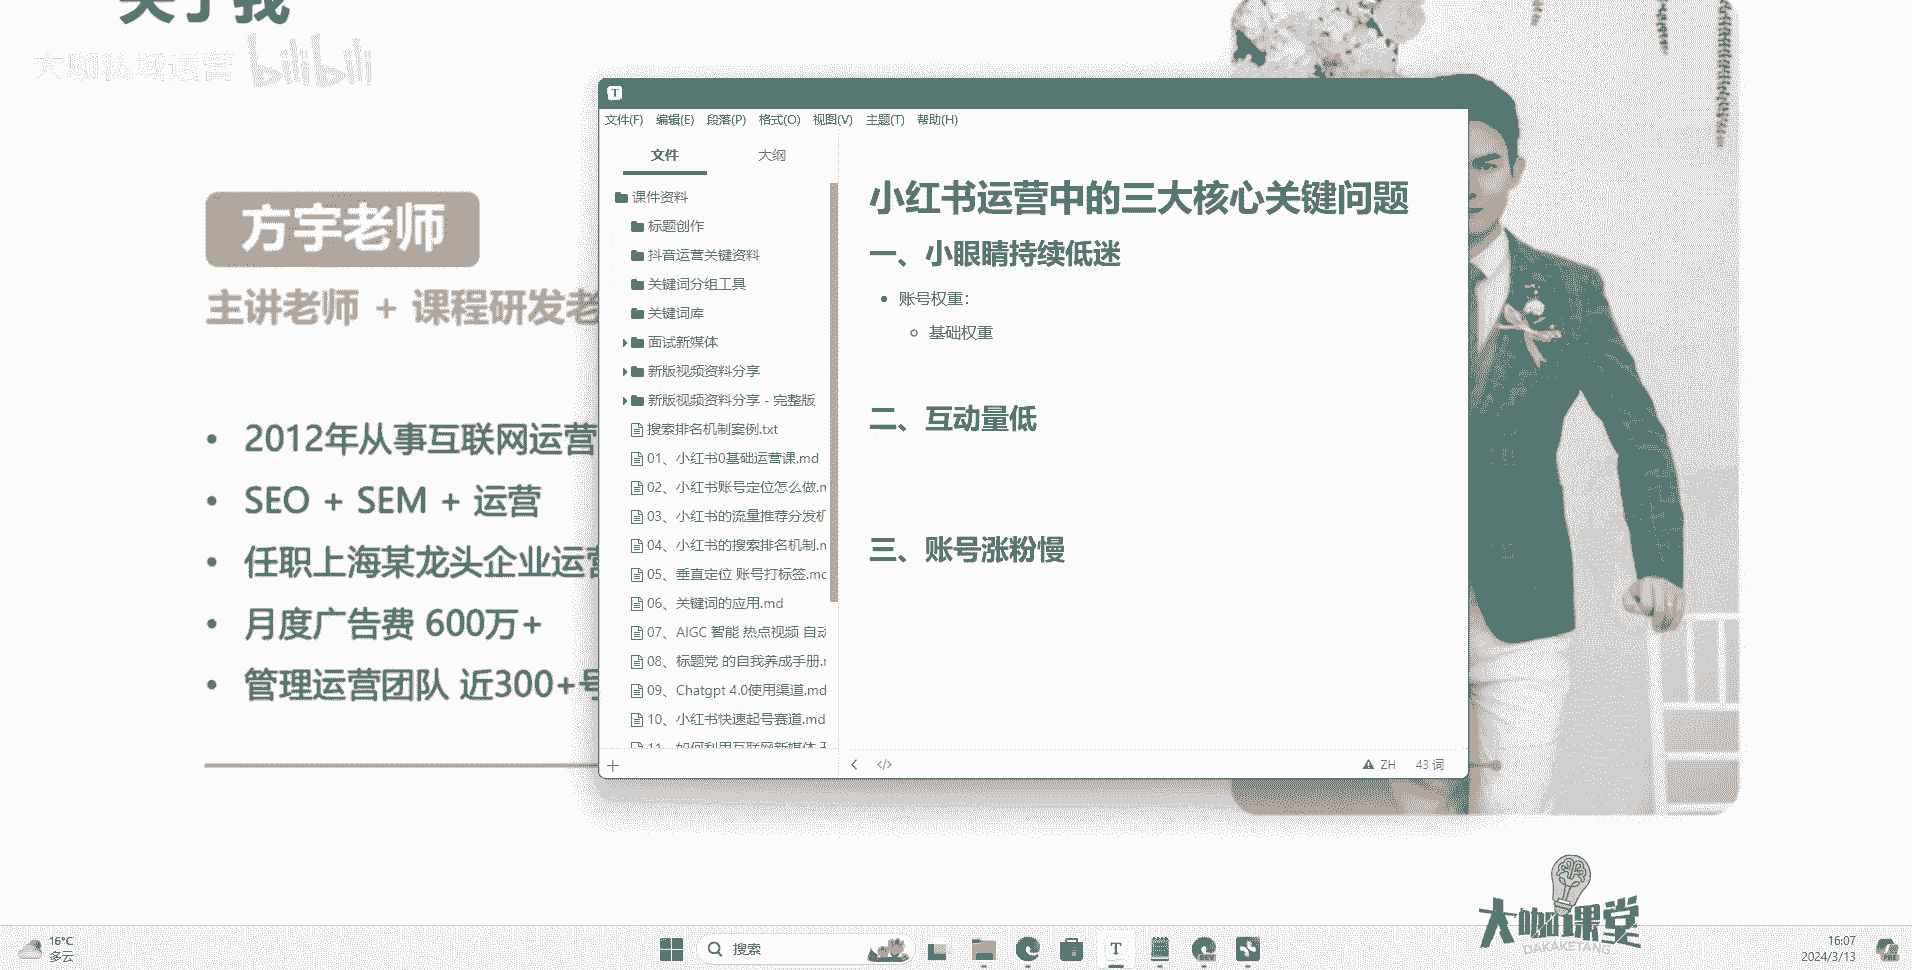 关于我
大咖私域运营 bilibili
方宇老师
主讲老师 + 课程研发老
• 2012年从事互联网运营
• SEO + SEM + 运营
• 任职上海某龙头企业运营
• 月度广告费 600万+
• 管理运营团队 近300+号
T
文件(F) 编辑(E) 段落(P) 格式(O) 视图(V) 主题(T) 帮助(H)
文件 大纲
课件资料
标题创作
抖音运营关键资料
关键词分组工具
关键词库
面试新媒体
新版视频资料分享
新版视频资料分享 - 完整版
搜索排名机制案例.txt
01、小红书0基础运营课.md
02、小红书账号定位怎么做.m
03、小红书的流量推荐分发机
04、小红书的搜索排名机制.m
05、垂直定位 账号打标签.md
06、关键词的应用.md
07、AIGC 智能 热点视频 自动
08、标题党 的自我养成手册.m
09、Chatgpt 4.0使用渠道.md
10、小红书快速起号赛道.md
11、如何利用互联网新媒体
小红书运营中的三大核心关键问题
一、小眼睛持续低迷
• 账号权重：
基础权重
二、互动量低
三、账号涨粉慢
ZH 43 词
大咖课堂
DAKAKETANG
16°C
多云
搜索
T
DEV
16:07
2024/3/13
PRE